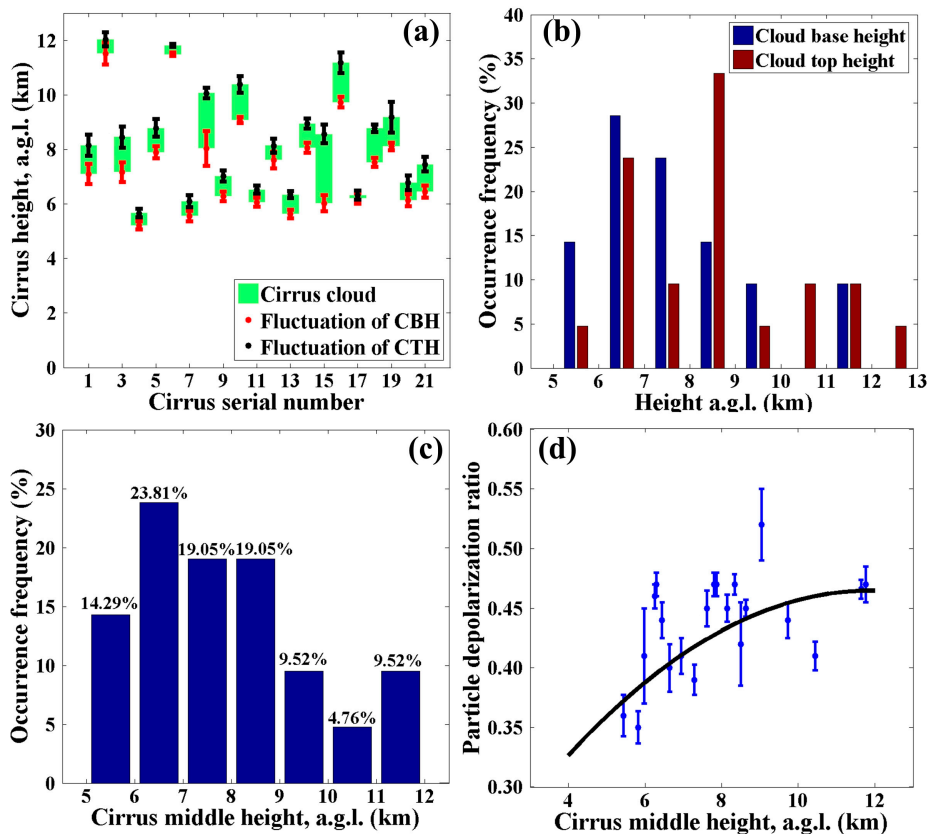 (a)
Cirrus height, a.g.l. (km)
12
10
8
6
4
2
0
Cirrus cloud
Fluctuation of CBH
Fluctuation of CTH
1 3 5 7 9 11 13 15 17 19 21
Cirrus serial number
(b)
Occurrence frequency (%)
40
35
30
25
20
15
10
5
0
Cloud base height
Cloud top height
5 6 7 8 9 10 11 12 13
Height a.g.l. (km)
(c)
Occurrence frequency (%)
30
25
20
15
10
5
0
14.29%
23.81%
19.05%
19.05%
9.52%
4.76%
9.52%
5 6 7 8 9 10 11 12
Cirrus middle height, a.g.l. (km)
(d)
Particle depolarization ratio
0.60
0.55
0.50
0.45
0.40
0.35
0.30
4 6 8 10 12
Cirrus middle height, a.g.l. (km)